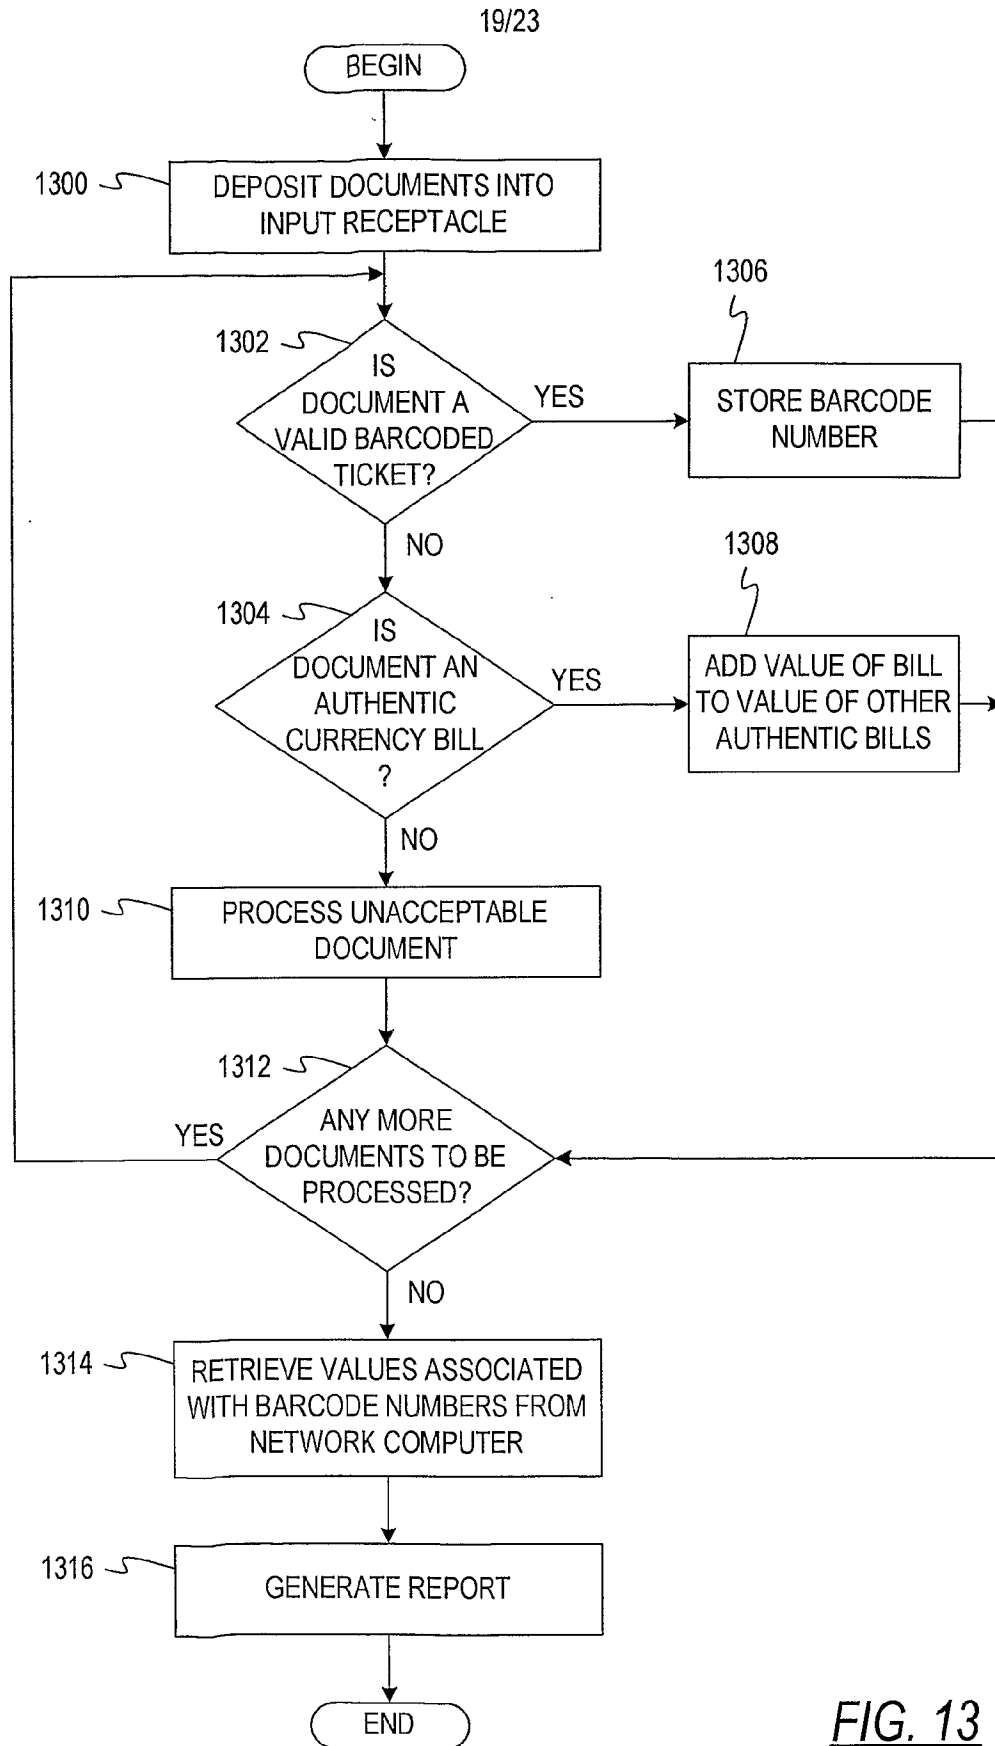 19/23
BEGIN
1300
DEPOSIT DOCUMENTS INTO
INPUT RECEPTACLE
1302
IS
DOCUMENT A
VALID BARCODED
TICKET?
YES
1306
STORE BARCODE
NUMBER
NO
1304
IS
DOCUMENT AN
AUTHENTIC
CURRENCY BILL
?
YES
1308
ADD VALUE OF BILL
TO VALUE OF OTHER
AUTHENTIC BILLS
NO
1310
PROCESS UNACCEPTABLE
DOCUMENT
1312
YES
ANY MORE
DOCUMENTS TO BE
PROCESSED?
NO
1314
RETRIEVE VALUES ASSOCIATED
WITH BARCODE NUMBERS FROM
NETWORK COMPUTER
1316
GENERATE REPORT
END
FIG. 13